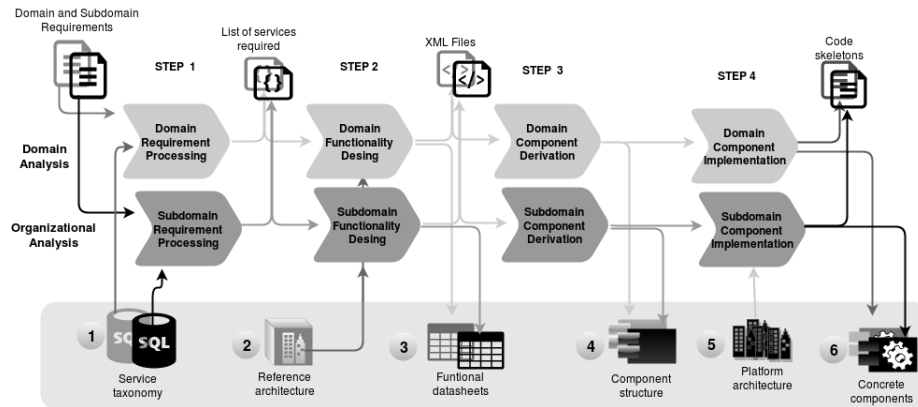 Domain and Subdomain
Requirements
List of services
required
XML Files
Code
skeletons
STEP 1
STEP 2
STEP 3
STEP 4
{}
</>
</>
Domain
Analysis
Domain
Requirement
Processing
Domain
Functionality
Desing
Domain
Component
Derivation
Domain
Component
Implementation
Organizational
Analysis
Subdomain
Requirement
Processing
Subdomain
Functionality
Desing
Subdomain
Component
Derivation
Subdomain
Component
Implementation
1
SQL
SQL
Service
taxonomy
2
Reference
architecture
3
Funtional
datasheets
4
Component
structure
5
Platform
architecture
6
Concrete
components